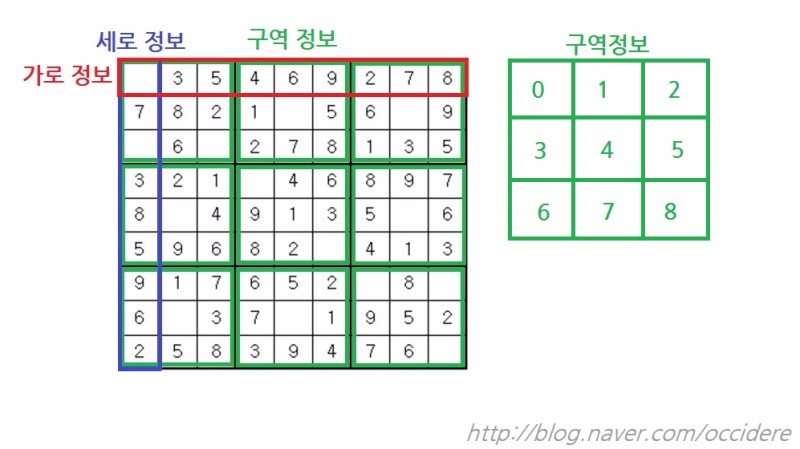 세로 정보
구역 정보
구역정보
가로 정보
3 5 4 6 9 2 7 8
7 8 2 1 5 6 9
6 2 7 8 1 3 5
3 2 1 4 6 8 9 7
8 4 9 1 3 5 6
5 9 6 8 2 4 1 3
9 1 7 6 5 2 8
6 3 7 1 9 5 2
2 5 8 3 9 4 7 6
0 1 2
3 4 5
6 7 8
http://blog.naver.com/occidere